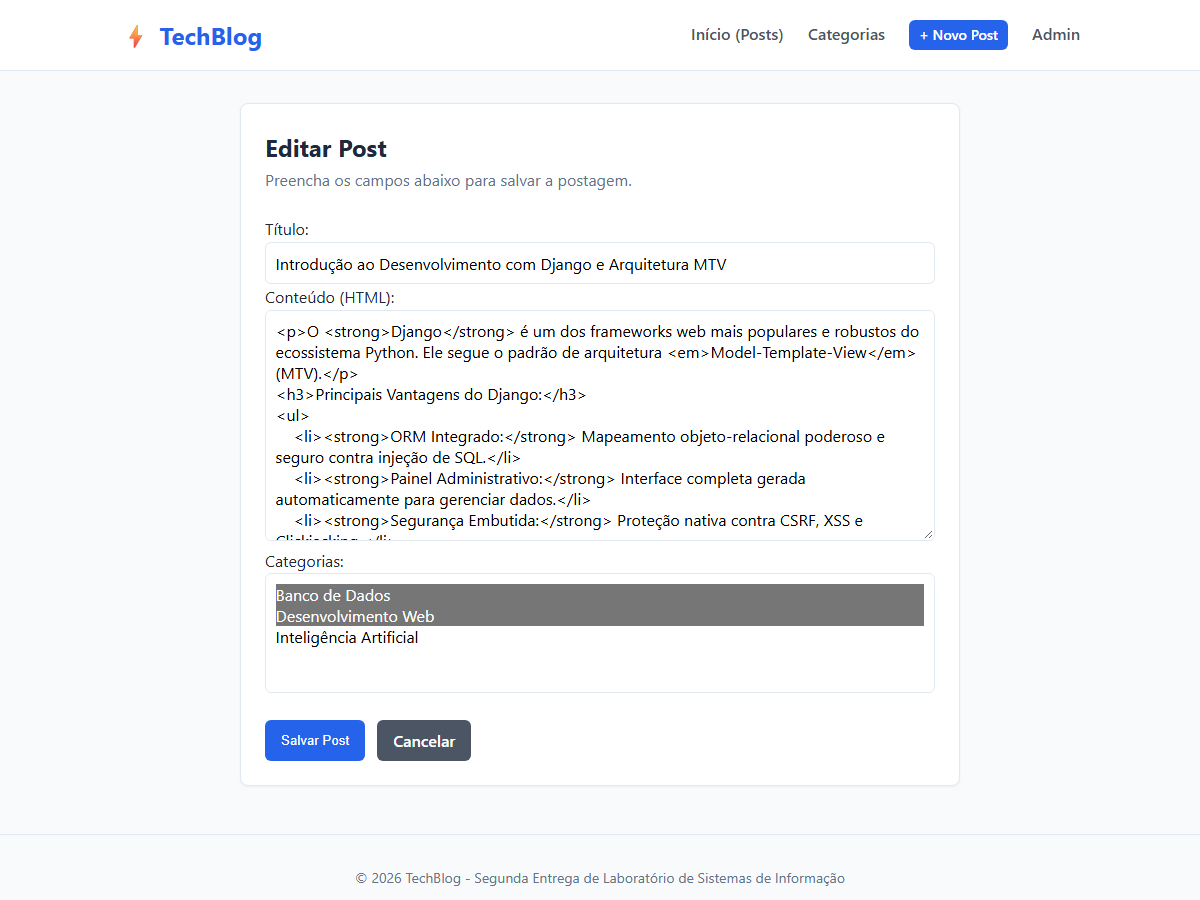 TechBlog
Início (Posts)
Categorias
+ Novo Post
Admin
Editar Post
Preencha os campos abaixo para salvar a postagem.
Título:
Introdução ao Desenvolvimento com Django e Arquitetura MTV
Conteúdo (HTML):
<p>O <strong>Django</strong> é um dos frameworks web mais populares e robustos do
ecossistema Python. Ele segue o padrão de arquitetura <em>Model-Template-View</em>
(MTV).</p>
<h3>Principais Vantagens do Django:</h3>
<ul>
<li><strong>ORM Integrado:</strong> Mapeamento objeto-relacional poderoso e
seguro contra injeção de SQL.</li>
<li><strong>Painel Administrativo:</strong> Interface completa gerada
automaticamente para gerenciar dados.</li>
<li><strong>Segurança Embutida:</strong> Proteção nativa contra CSRF, XSS e
Clickjacking.</li>
Categorias:
Banco de Dados
Desenvolvimento Web
Inteligência Artificial
Salvar Post
Cancelar
© 2026 TechBlog - Segunda Entrega de Laboratório de Sistemas de Informação